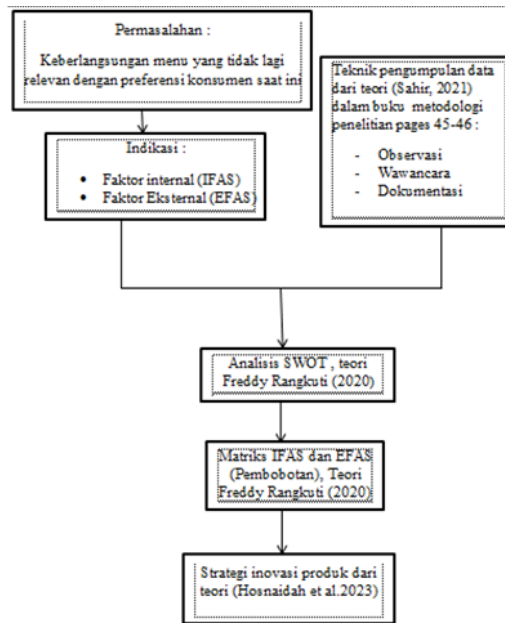 Permasalahan :
Keberlangsungan menu yang tidak lagi
relevan dengan preferensi konsumen saat ini
Indikasi :
• Faktor internal (IFAS)
• Faktor Eksternal (EFAS)
Teknik pengumpulan data
dari teori (Sahir, 2021)
dalam buku metodologi
penelitian pages 45-46 :
- Observasi
- Wawancara
- Dokumentasi
Analisis SWOT , teori
Freddy Rangkuti (2020)
Matriks IFAS dan EFAS
(Pembobotan), Teori
Freddy Rangkuti (2020)
Strategi inovasi produk dari
teori (Hosnaidah et al.2023)